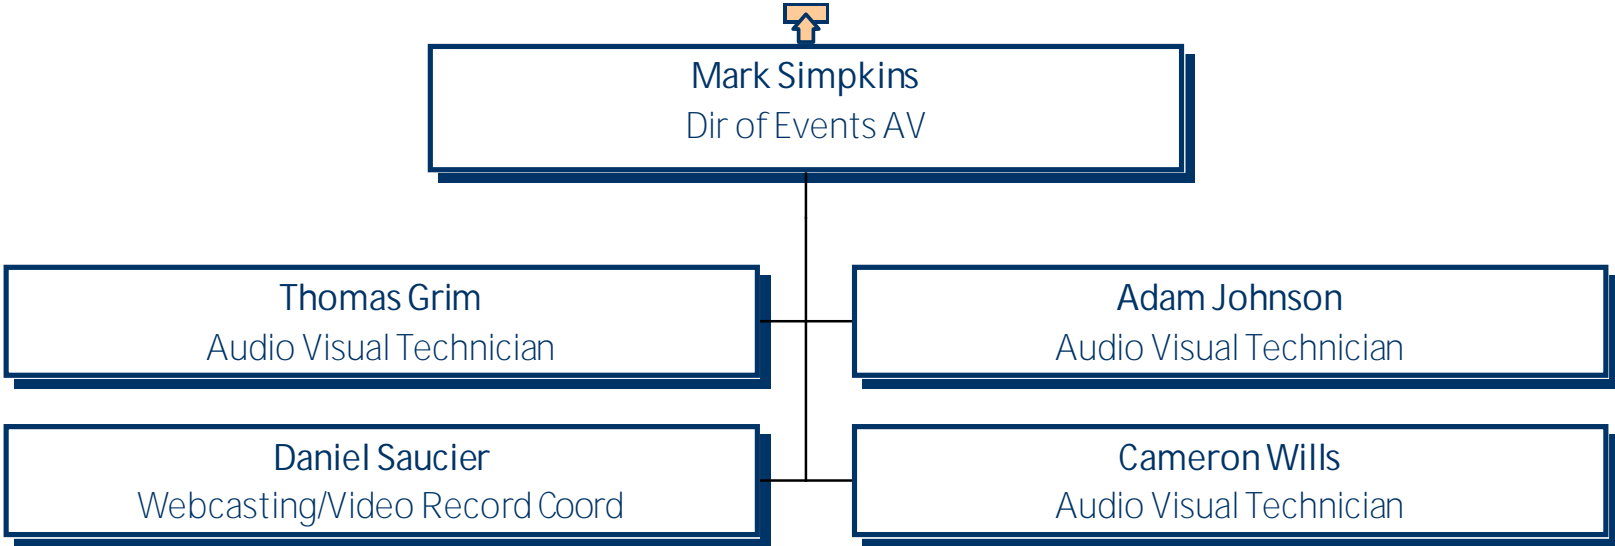 Mark Simpkins
Dir of Events AV
Thomas Grim
Audio Visual Technician
Adam Johnson
Audio Visual Technician
Daniel Saucier
Webcasting/Video Record Coord
Cameron Wills
Audio Visual Technician